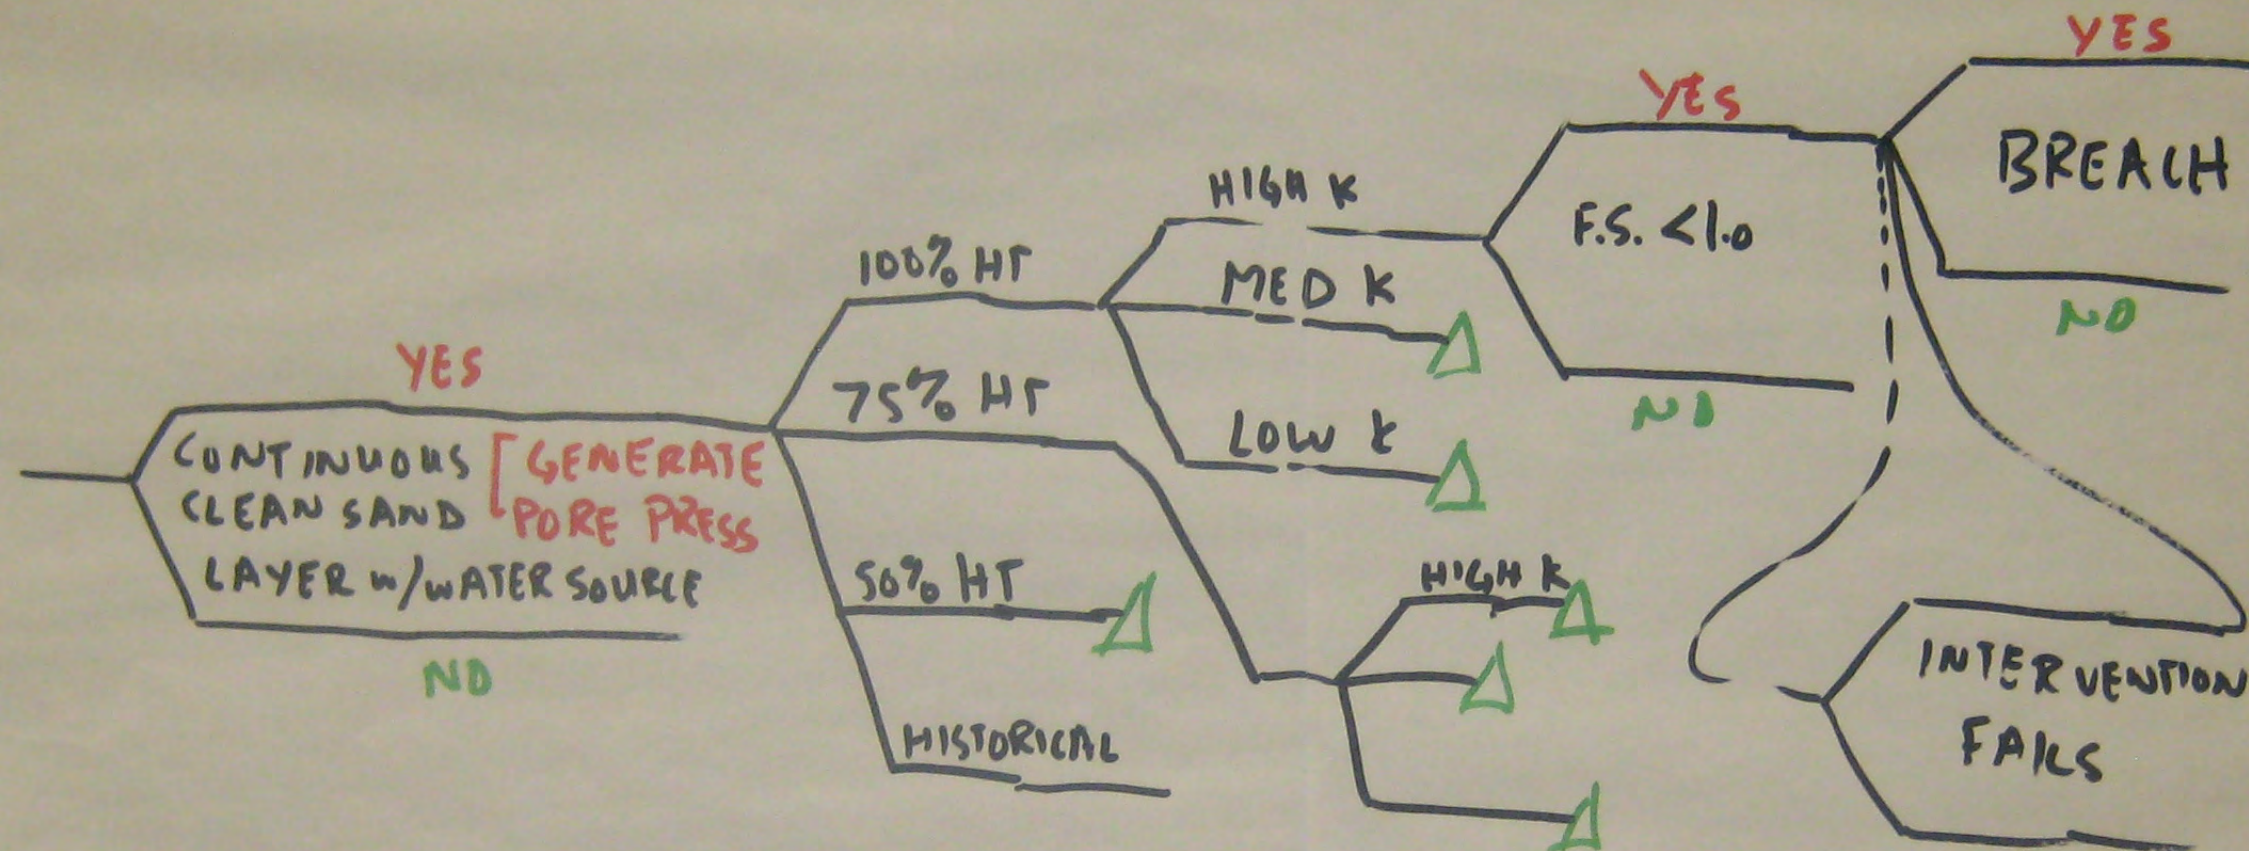 YES
CONTINUOUS [GENERATE
CLEAN SAND PORE PRESS
LAYER w/WATER SOURCE
NO
100% HT
75% HT
50% HT
HISTORICAL
HIGH K
MED K
LOW K
HIGH K
YES
F.S. <1.0
NO
YES
BREACH
NO
INTERVENTION
FAILS